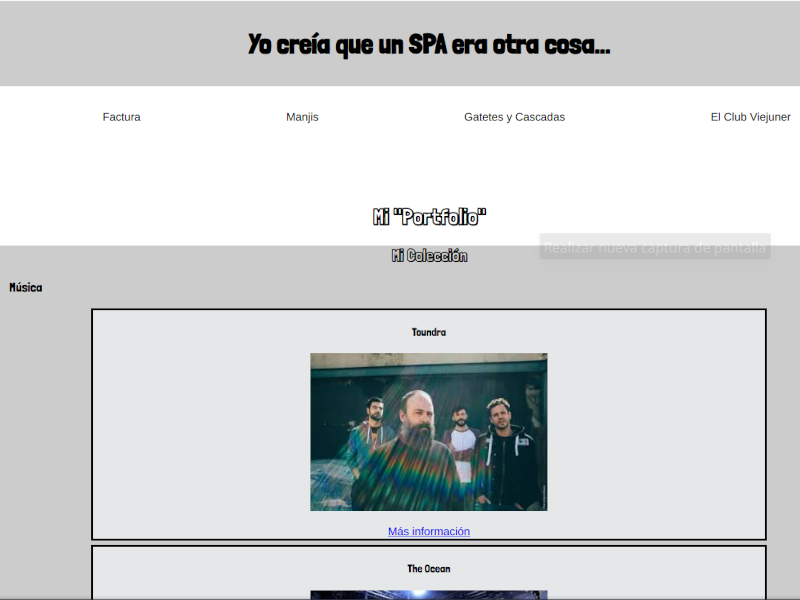 Yo creía que un SPA era otra cosa...
Factura
Manjis
Gatetes y Cascadas
El Club Viejuner
Mi "Portfolio"
Realizar nueva captura de pantalla
Mi Colección
Música
Toundra
Más información
The Ocean